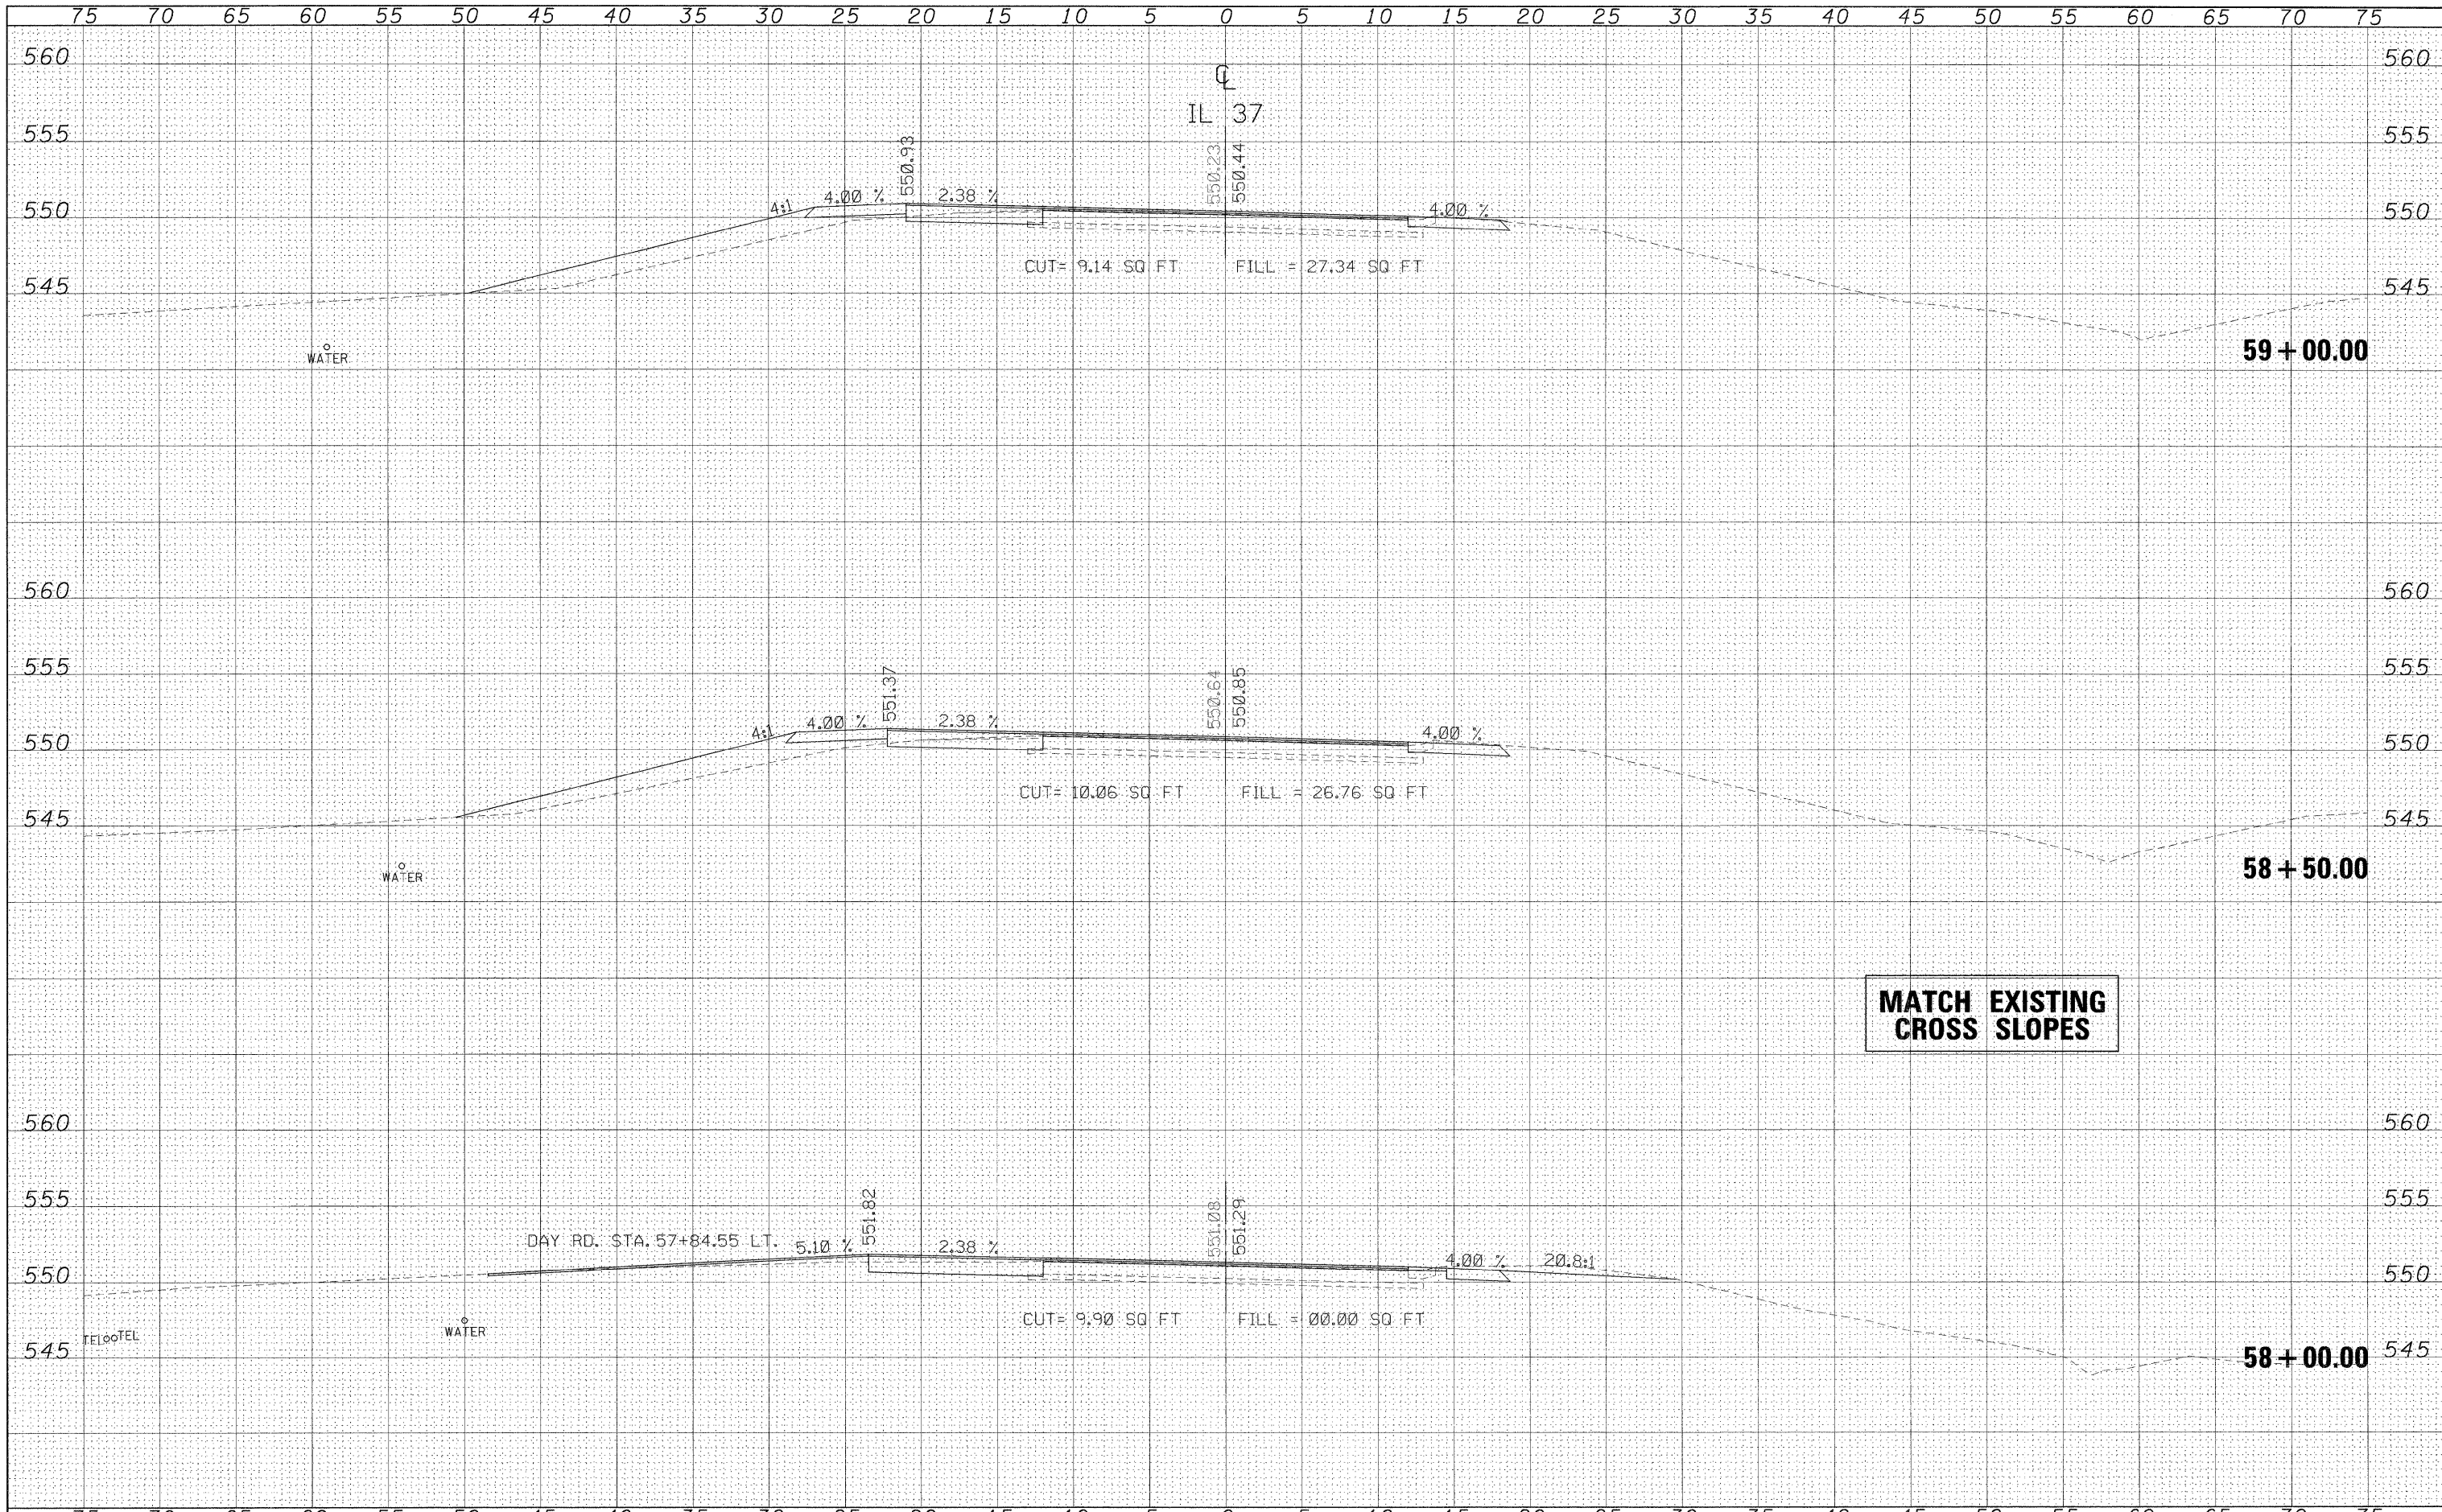 75 70 65 60 55 50 45 40 35 30 25 20 15 10 5 0 5 10 15 20 25 30 35 40 45 50 55 60 65 70 75
560 560
℄
IL 37
555 555
550.93 550.23 550.44
4:1 4.00 % 2.38 % 4.00 %
550 550
CUT= 9.14 SQ FT FILL = 27.34 SQ FT
545 545
WATER 59+00.00
560 560
555 555
551.37 550.64 550.85
4:1 4.00 % 2.38 % 4.00 %
550 550
CUT= 10.06 SQ FT FILL = 26.76 SQ FT
545 545
WATER 58+50.00
MATCH EXISTING
CROSS SLOPES
560 560
555 555
551.82 551.08 551.29
DAY RD. STA. 57+84.55 LT. 5.10 % 2.38 % 4.00 % 20.8:1
550 550
CUT= 9.90 SQ FT FILL = 00.00 SQ FT
TEL TEL WATER
545 58+00.00 545